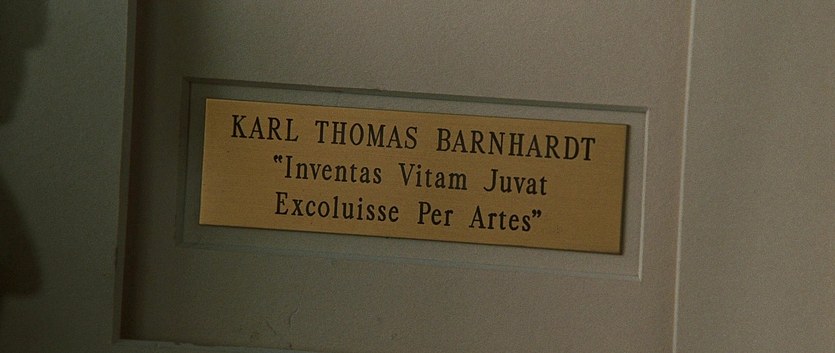 KARL THOMAS BARNHARDT
“Inventas Vitam Juvat
Excoluisse Per Artes”